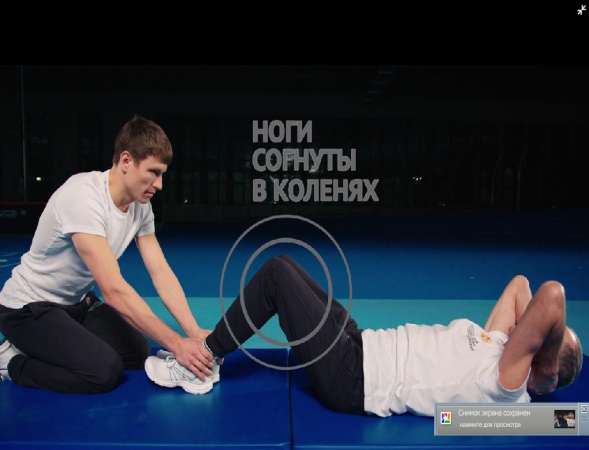 НОГИ
СОГНУТЫ
В КОЛЕНЯХ
Снимок экрана сохранен
нажмите для просмотра